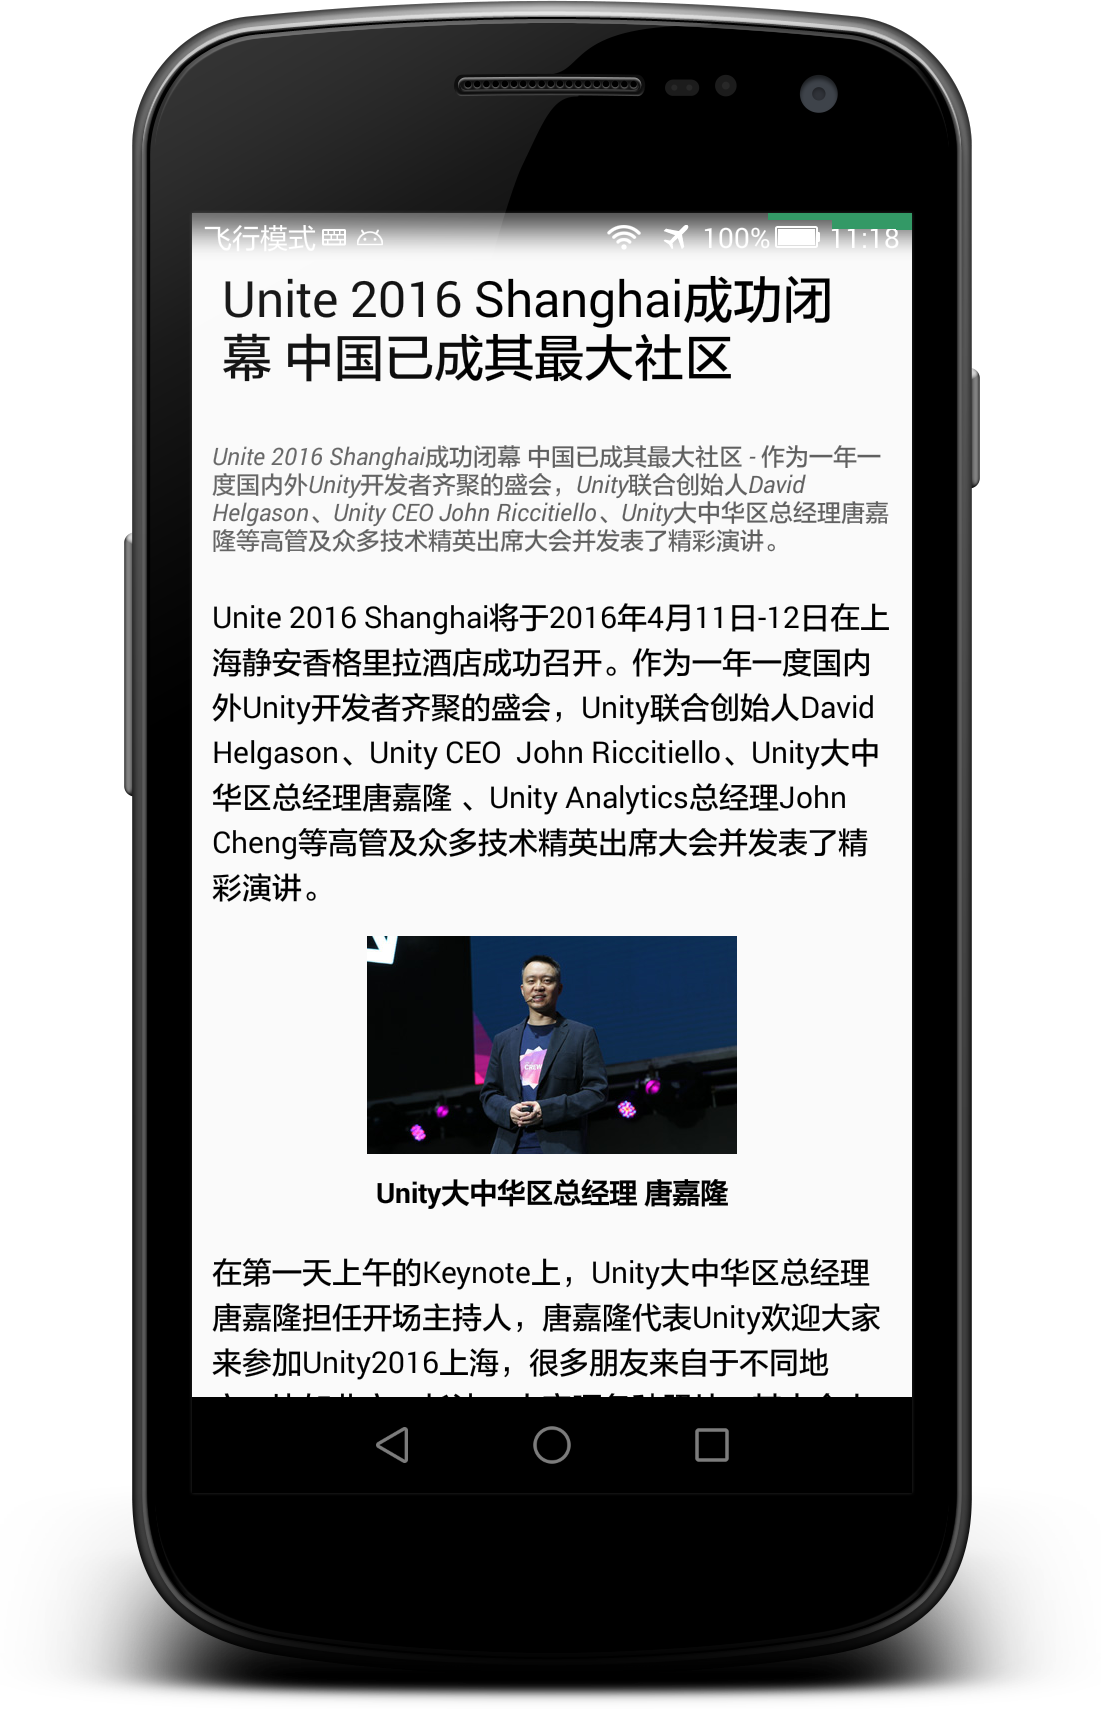 飞行模式 100% 11:18
Unite 2016 Shanghai成功闭
幕 中国已成其最大社区
Unite 2016 Shanghai成功闭幕 中国已成其最大社区 - 作为一年一
度国内外Unity开发者齐聚的盛会，Unity联合创始人David
Helgason、Unity CEO John Riccitiello、Unity大中华区总经理唐嘉
隆等高管及众多技术精英出席大会并发表了精彩演讲。
Unite 2016 Shanghai将于2016年4月11日-12日在上
海静安香格里拉酒店成功召开。作为一年一度国内
外Unity开发者齐聚的盛会，Unity联合创始人David
Helgason、Unity CEO  John Riccitiello、Unity大中
华区总经理唐嘉隆 、Unity Analytics总经理John
Cheng等高管及众多技术精英出席大会并发表了精
彩演讲。
CREW
Unity大中华区总经理 唐嘉隆
在第一天上午的Keynote上，Unity大中华区总经理
唐嘉隆担任开场主持人，唐嘉隆代表Unity欢迎大家
来参加Unity2016上海，很多朋友来自于不同地